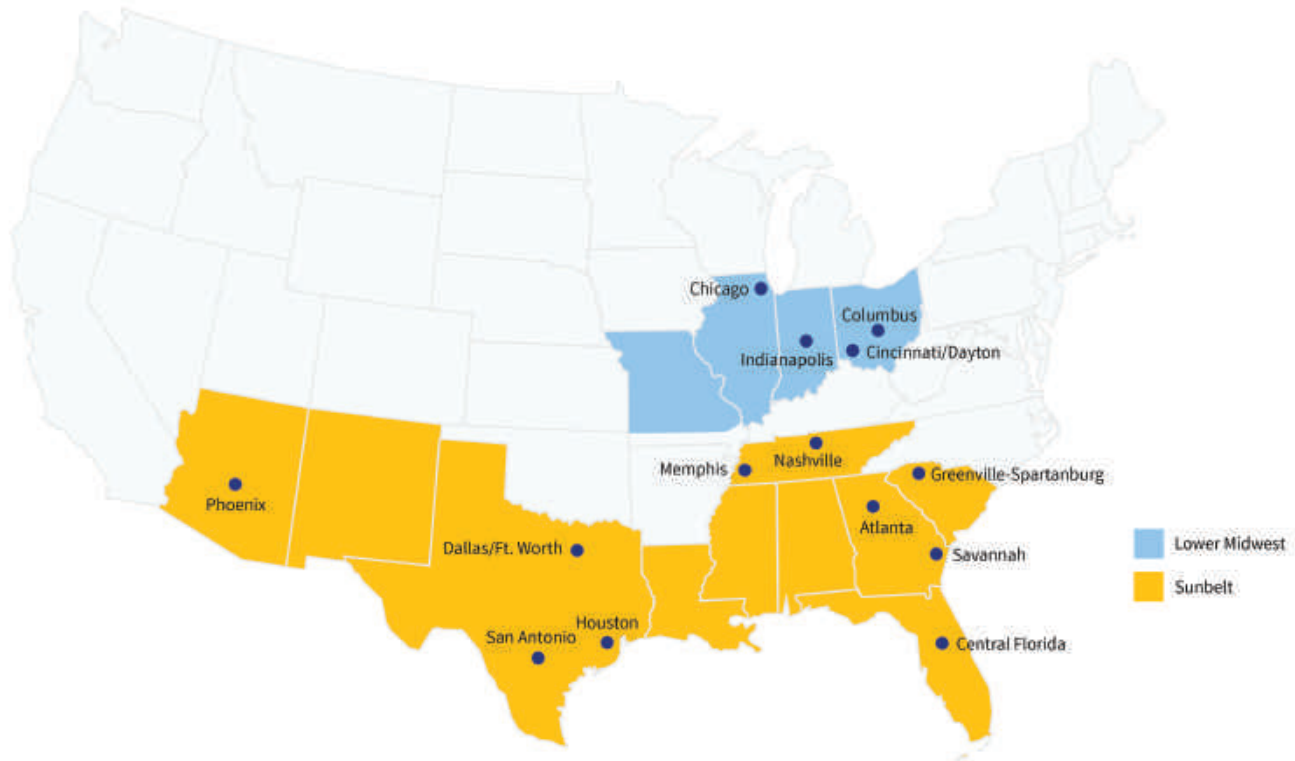 Chicago
Columbus
Indianapolis
Cincinnati/Dayton
Memphis
Nashville
Greenville-Spartanburg
Phoenix
Atlanta
Dallas/Ft. Worth
Savannah
Lower Midwest
Sunbelt
Houston
San Antonio
Central Florida